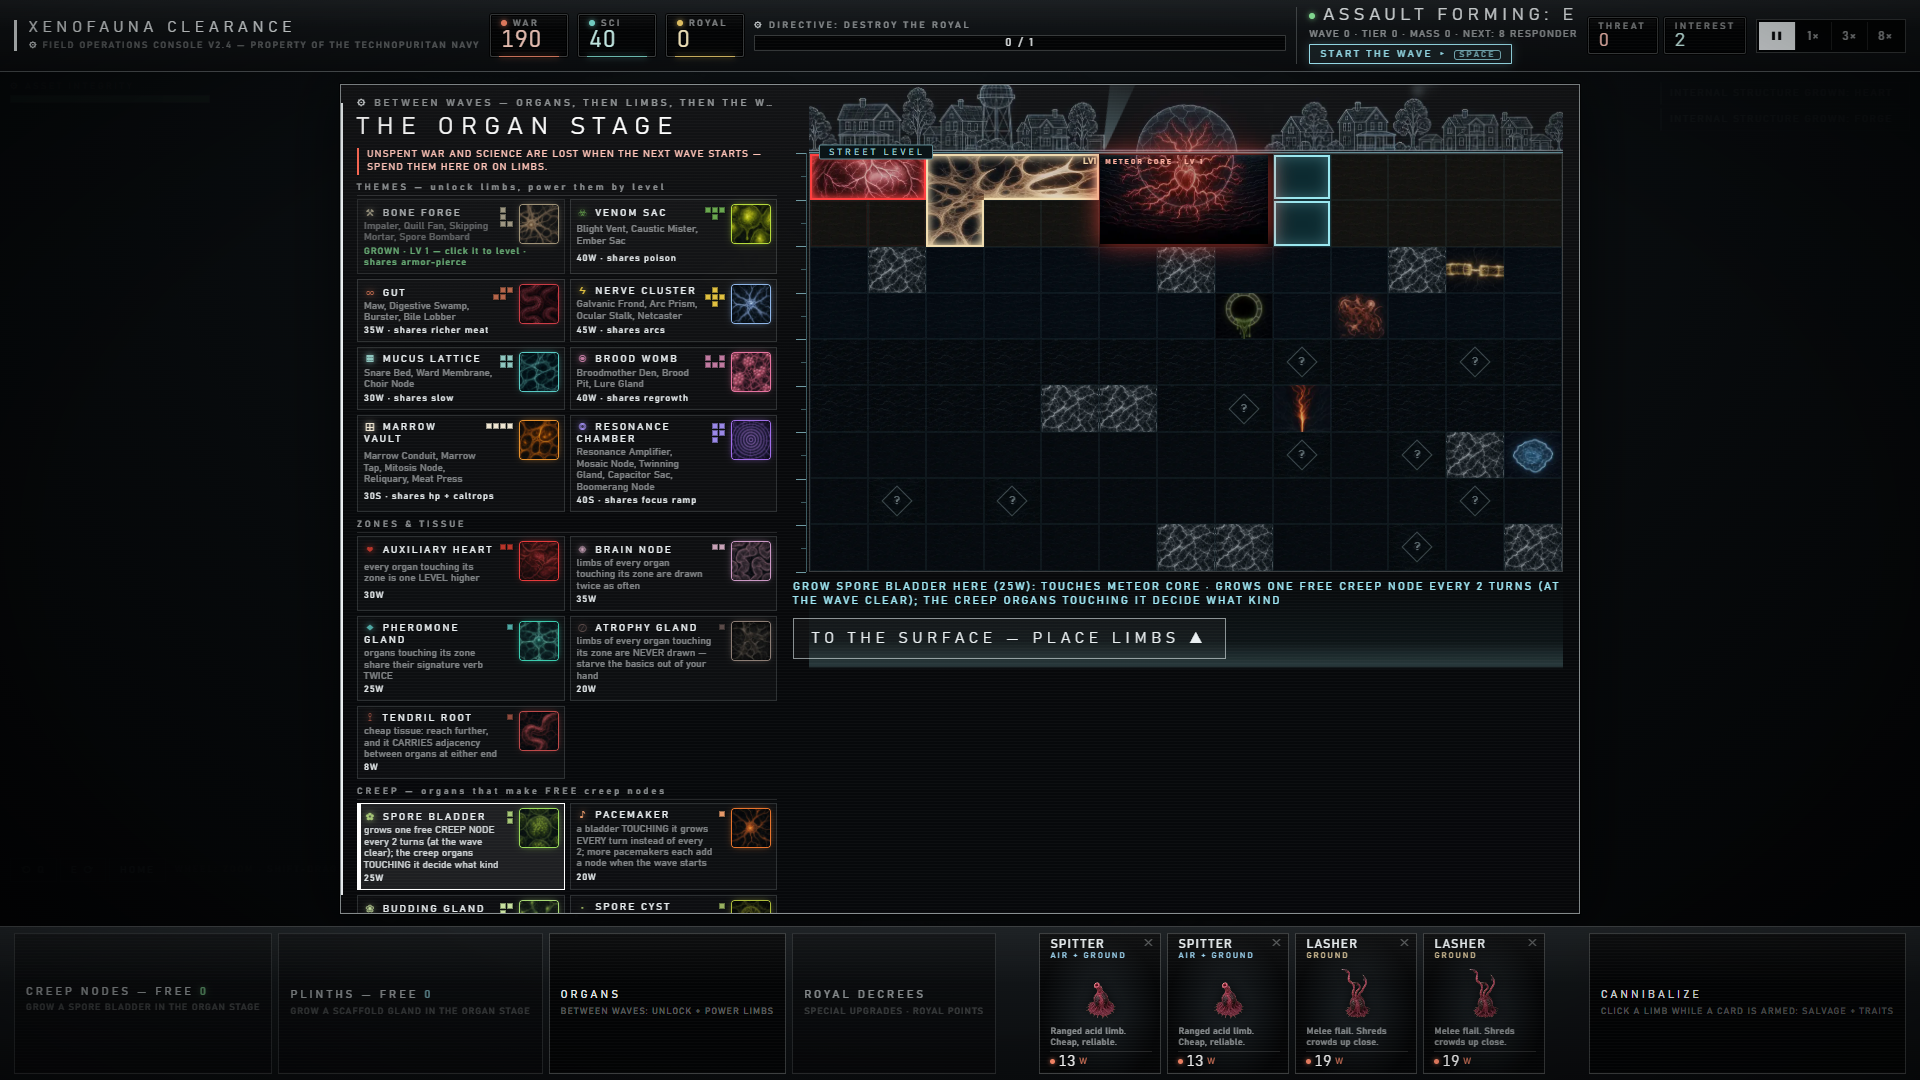 XENOFAUNA CLEARANCE
FIELD OPERATIONS CONSOLE V2.4 — PROPERTY OF THE TECHNOPURITAN NAVY
WAR
190
SCI
40
ROYAL
0
DIRECTIVE: DESTROY THE ROYAL
0 / 1
ASSAULT FORMING: E
WAVE 0 · TIER 0 · MASS 0 · NEXT: 8 RESPONDER
START THE WAVE ▸ SPACE
THREAT
0
INTEREST
2
1×
3×
8×
BETWEEN WAVES — ORGANS, THEN LIMBS, THEN THE W…
THE ORGAN STAGE
UNSPENT WAR AND SCIENCE ARE LOST WHEN THE NEXT WAVE STARTS —
SPEND THEM HERE OR ON LIMBS.
THEMES — unlock limbs, power them by level
BONE FORGE
Impaler, Quill Fan, Skipping
Mortar, Spore Bombard
GROWN · LV 1 — click it to level ·
shares armor-pierce
VENOM SAC
Blight Vent, Caustic Mister,
Ember Sac
40W · shares poison
GUT
Maw, Digestive Swamp,
Burster, Bile Lobber
35W · shares richer meat
NERVE CLUSTER
Galvanic Frond, Arc Prism,
Ocular Stalk, Netcaster
45W · shares arcs
MUCUS LATTICE
Snare Bed, Ward Membrane,
Choir Node
30W · shares slow
BROOD WOMB
Broodmother Den, Brood
Pit, Lure Gland
40W · shares regrowth
MARROW
VAULT
Marrow Conduit, Marrow
Tap, Mitosis Node,
Reliquary, Meat Press
30S · shares hp + caltrops
RESONANCE
CHAMBER
Resonance Amplifier,
Mosaic Node, Twinning
Gland, Capacitor Sac,
Boomerang Node
40S · shares focus ramp
ZONES & TISSUE
AUXILIARY HEART
every organ touching its
zone is one LEVEL higher
30W
BRAIN NODE
limbs of every organ
touching its zone are drawn
twice as often
35W
PHEROMONE
GLAND
organs touching its zone
share their signature verb
TWICE
25W
ATROPHY GLAND
limbs of every organ touching
its zone are NEVER drawn —
starve the basics out of your
hand
20W
TENDRIL ROOT
cheap tissue: reach further,
and it CARRIES adjacency
between organs at either end
8W
CREEP — organs that make FREE creep nodes
SPORE BLADDER
grows one free CREEP NODE
every 2 turns (at the wave
clear); the creep organs
TOUCHING it decide what kind
25W
PACEMAKER
a bladder TOUCHING it grows
EVERY turn instead of every
2; more pacemakers each add
a node when the wave starts
20W
BUDDING GLAND
SPORE CYST
STREET LEVEL
LV1
METEOR CORE · LV 1
?
?
?
?
?
?
?
?
?
GROW SPORE BLADDER HERE (25W): TOUCHES METEOR CORE · GROWS ONE FREE CREEP NODE EVERY 2 TURNS (AT
THE WAVE CLEAR); THE CREEP ORGANS TOUCHING IT DECIDE WHAT KIND
TO THE SURFACE — PLACE LIMBS ▲
CREEP NODES — FREE 0
GROW A SPORE BLADDER IN THE ORGAN STAGE
PLINTHS — FREE 0
GROW A SCAFFOLD GLAND IN THE ORGAN STAGE
ORGANS
BETWEEN WAVES: UNLOCK + POWER LIMBS
ROYAL DECREES
SPECIAL UPGRADES · ROYAL POINTS
SPITTER ×
AIR + GROUND
Ranged acid limb.
Cheap, reliable.
13 W
SPITTER ×
AIR + GROUND
Ranged acid limb.
Cheap, reliable.
13 W
LASHER ×
GROUND
Melee flail. Shreds
crowds up close.
19 W
LASHER ×
GROUND
Melee flail. Shreds
crowds up close.
19 W
CANNIBALIZE
CLICK A LIMB WHILE A CARD IS ARMED: SALVAGE + TRAITS